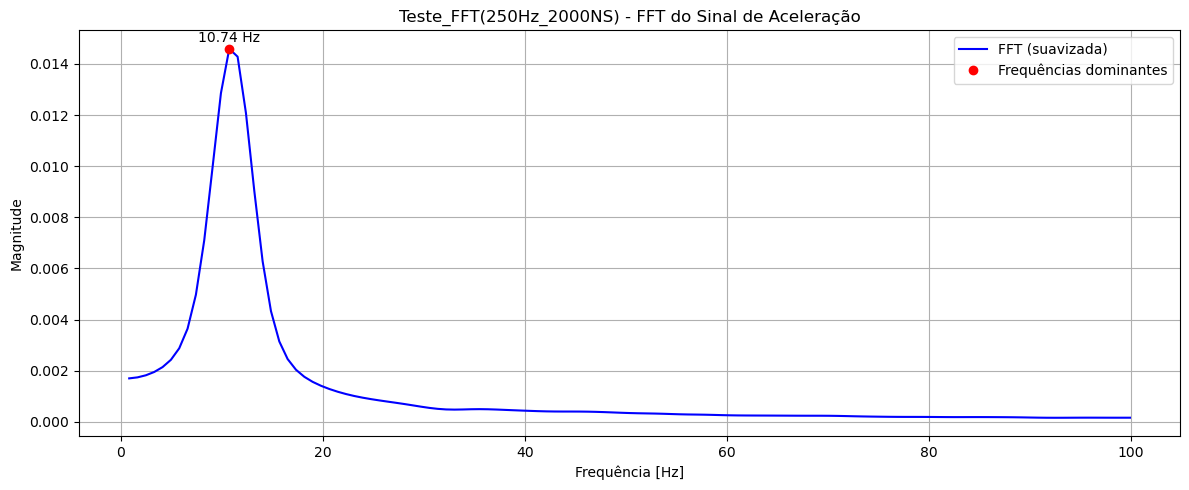 Teste_FFT(250Hz_2000NS) - FFT do Sinal de Aceleração
10.74 Hz
FFT (suavizada)
Frequências dominantes
0.014
0.012
0.010
0.008
0.006
0.004
0.002
0.000
Magnitude
0 20 40 60 80 100
Frequência [Hz]